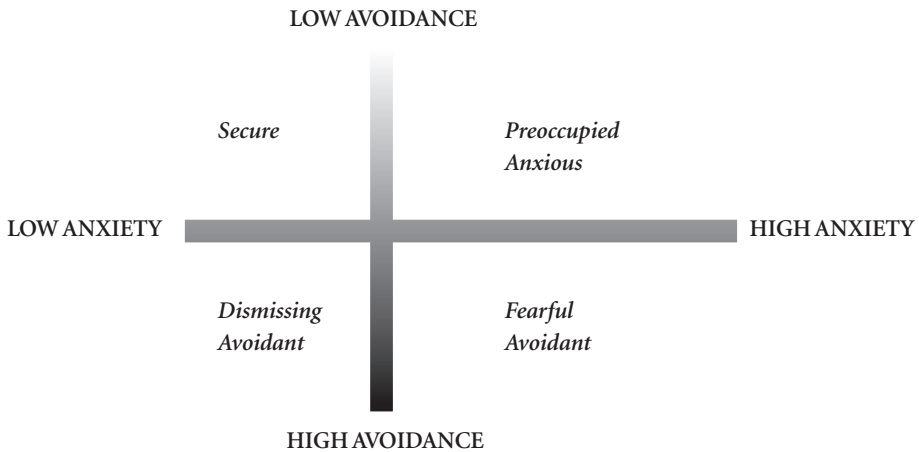 LOW AVOIDANCE
Secure
Preoccupied
Anxious
LOW ANXIETY
HIGH ANXIETY
Dismissing
Avoidant
Fearful
Avoidant
HIGH AVOIDANCE